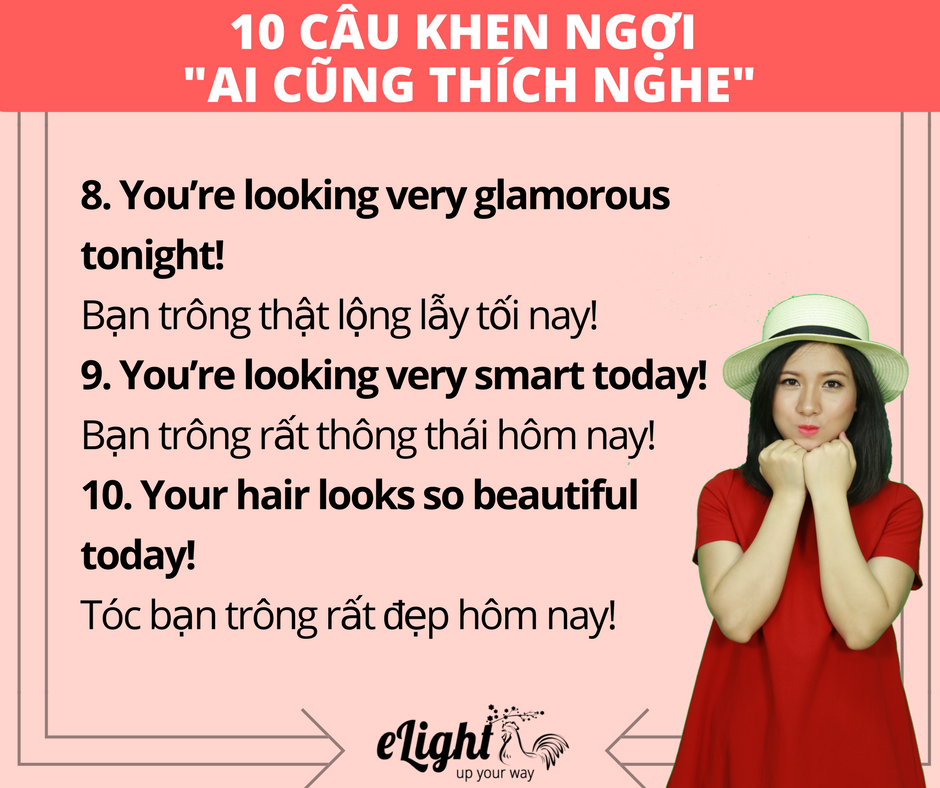 10 CÂU KHEN NGỢI
"AI CŨNG THÍCH NGHE"
8. You’re looking very glamorous
tonight!
Bạn trông thật lộng lẫy tối nay!
9. You’re looking very smart today!
Bạn trông rất thông thái hôm nay!
10. Your hair looks so beautiful
today!
Tóc bạn trông rất đẹp hôm nay!
eLight
up your way